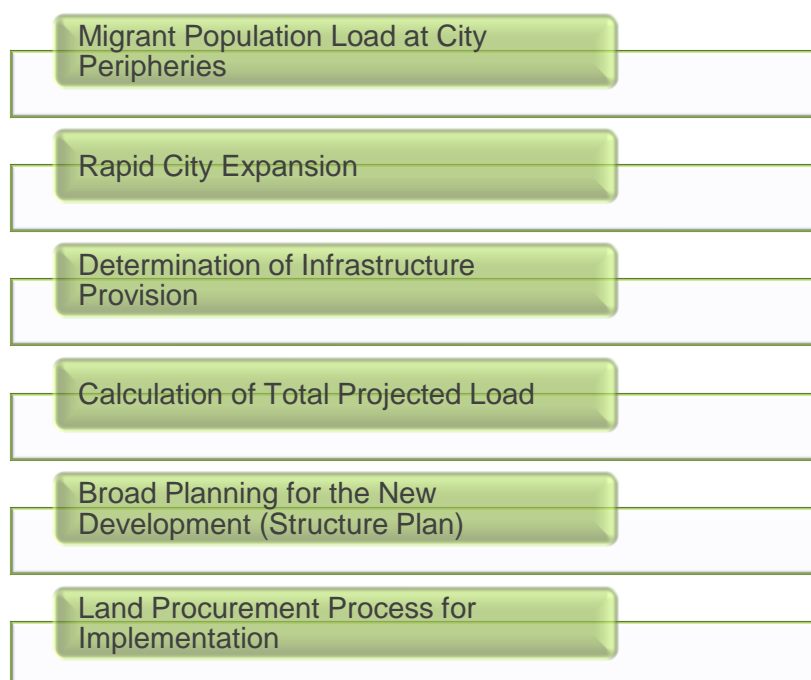 Migrant Population Load at City
Peripheries
Rapid City Expansion
Determination of Infrastructure
Provision
Calculation of Total Projected Load
Broad Planning for the New
Development (Structure Plan)
Land Procurement Process for
Implementation